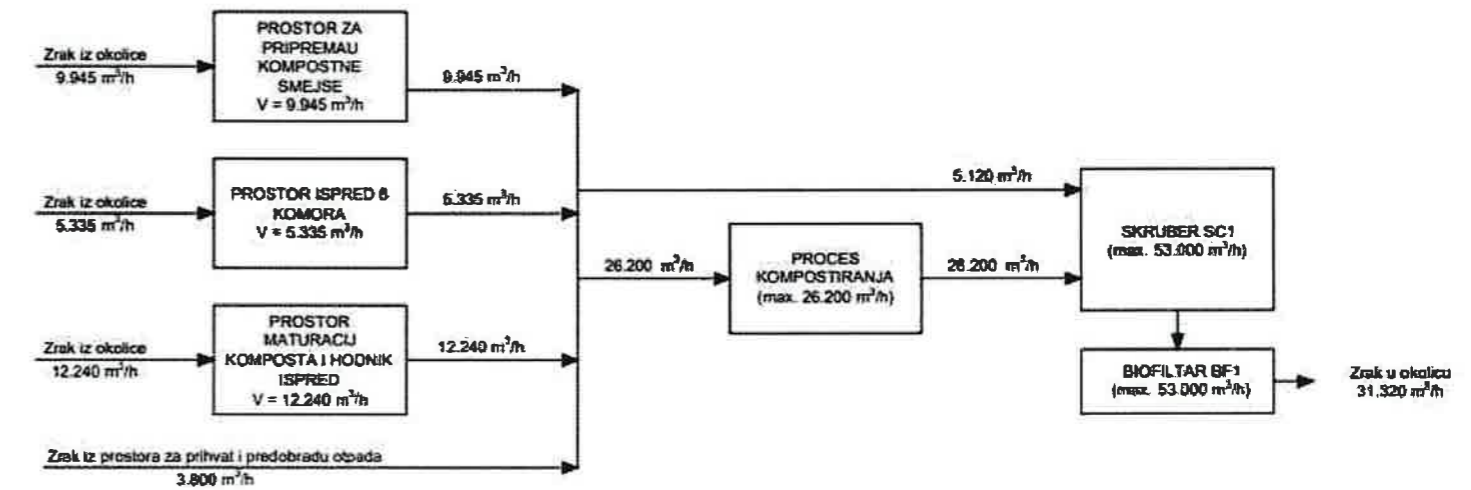 Zrak iz okolice
9.945 m³/h
PROSTOR ZA
PRIPREMAU
KOMPOSTNE
SMEJSE
V = 9.945 m³/h
9.945 m³/h
Zrak iz okolice
5.335 m³/h
PROSTOR ISPRED 6
KOMORA
V = 5.335 m³/h
5.335 m³/h
Zrak iz okolice
12.240 m³/h
PROSTOR
MATURACIJ
KOMPOSTA I HODNIK
ISPRED
V = 12.240 m³/h
12.240 m³/h
Zrak iz prostora za prihvat i predobradu otpada
3.800 m³/h
5.120 m³/h
26.200 m³/h
PROCES
KOMPOSTIRANJA
(max. 26.200 m³/h)
26.200 m³/h
SKRUBER SC1
(max. 53.000 m³/h)
BIOFILTAR BF1
(max. 53.000 m³/h)
Zrak u okolicu
31.320 m³/h